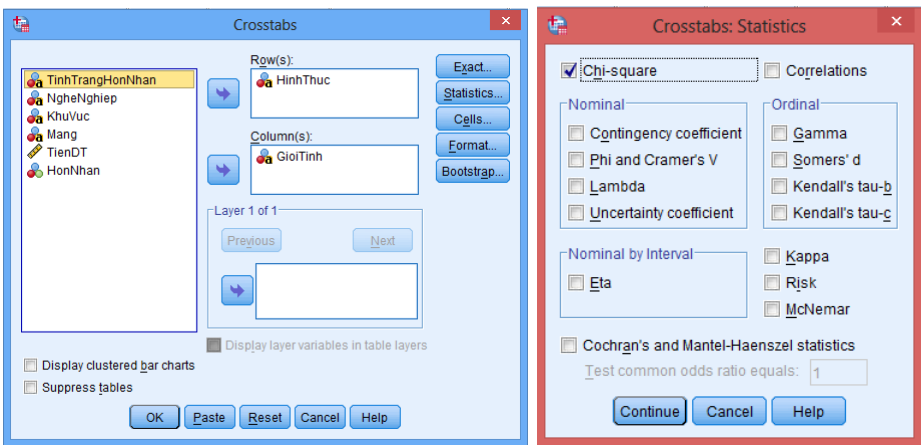 Crosstabs
TinhTrangHonNhan
NgheNghiep
KhuVuc
Mang
TienDT
HonNhan
Row(s):
HinhThuc
Column(s):
GioiTinh
Layer 1 of 1
Previous
Next
Display layer variables in table layers
Exact...
Statistics...
Cells...
Format...
Bootstrap...
Display clustered bar charts
Suppress tables
OK Paste Reset Cancel Help
Crosstabs: Statistics
Chi-square
Correlations
Nominal
Contingency coefficient
Phi and Cramer's V
Lambda
Uncertainty coefficient
Ordinal
Gamma
Somers' d
Kendall's tau-b
Kendall's tau-c
Nominal by Interval
Eta
Kappa
Risk
McNemar
Cochran's and Mantel-Haenszel statistics
Test common odds ratio equals: 1
Continue Cancel Help